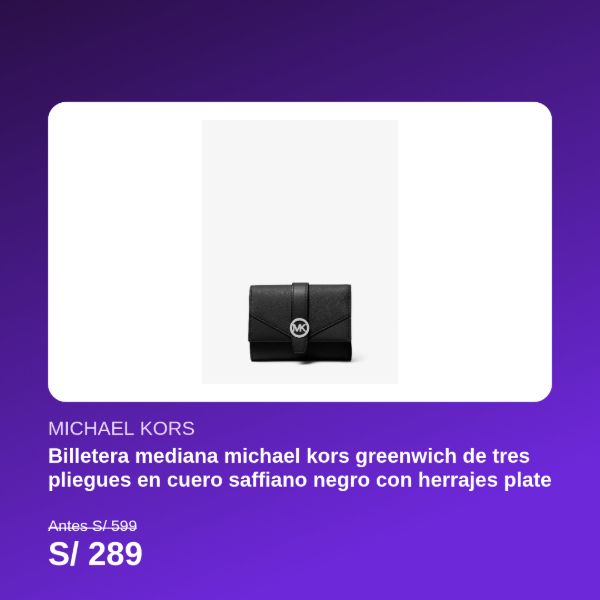 MK
MICHAEL KORS
Billetera mediana michael kors greenwich de tres
pliegues en cuero saffiano negro con herrajes plate
Antes S/ 599
S/ 289